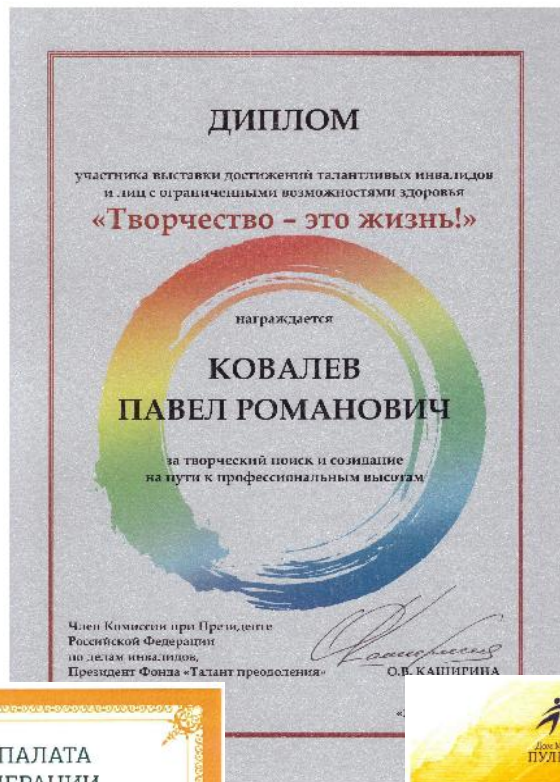 ДИПЛОМ
участника выставки достижений талантливых инвалидов
и лиц с ограниченными возможностями здоровья
«Творчество – это жизнь!»
награждается
КОВАЛЕВ
ПАВЕЛ РОМАНОВИЧ
за творческий поиск и созидание
на пути к профессиональным высотам
Член Комиссии при Президенте
Российской Федерации
по делам инвалидов,
Президент Фонда «Талант преодоления»
О.В. КАШИРИНА
ПАЛАТА